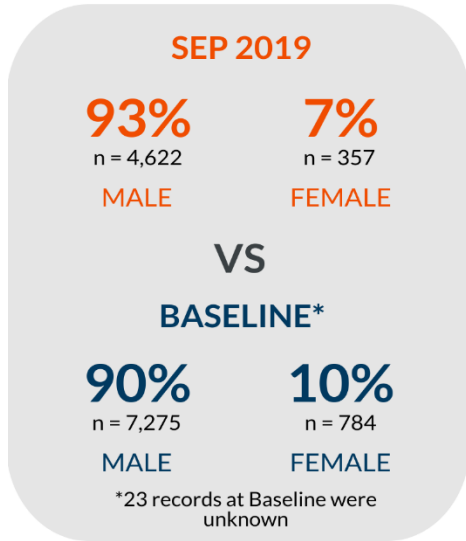 SEP 2019
93% 7%
n = 4,622 n = 357
MALE FEMALE
VS
BASELINE*
90% 10%
n = 7,275 n = 784
MALE FEMALE
*23 records at Baseline were
unknown